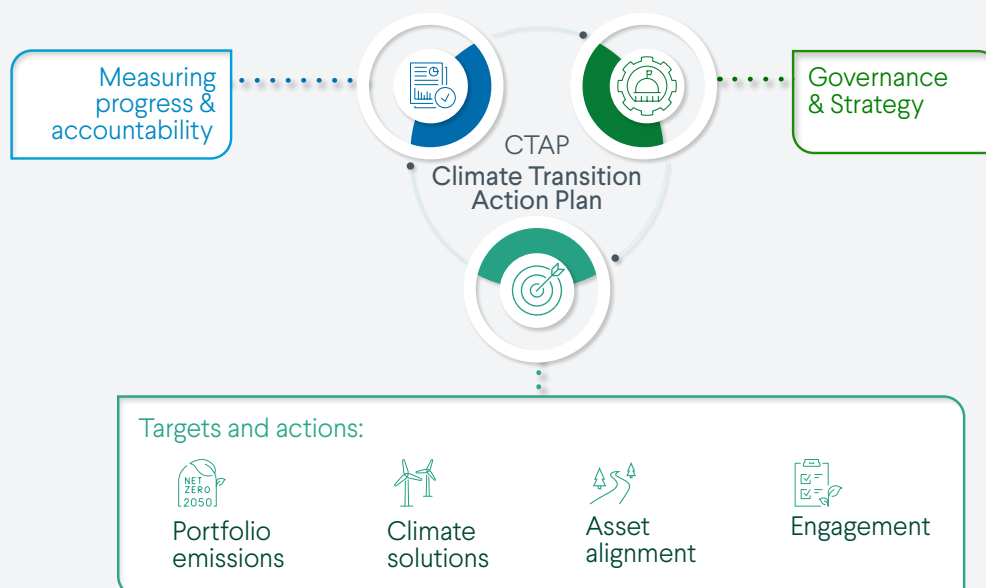 Measuring
progress &
accountability
Governance
& Strategy
CTAP
Climate Transition
Action Plan
Targets and actions:
NET
ZERO
2050
Portfolio
emissions
Climate
solutions
Asset
alignment
Engagement